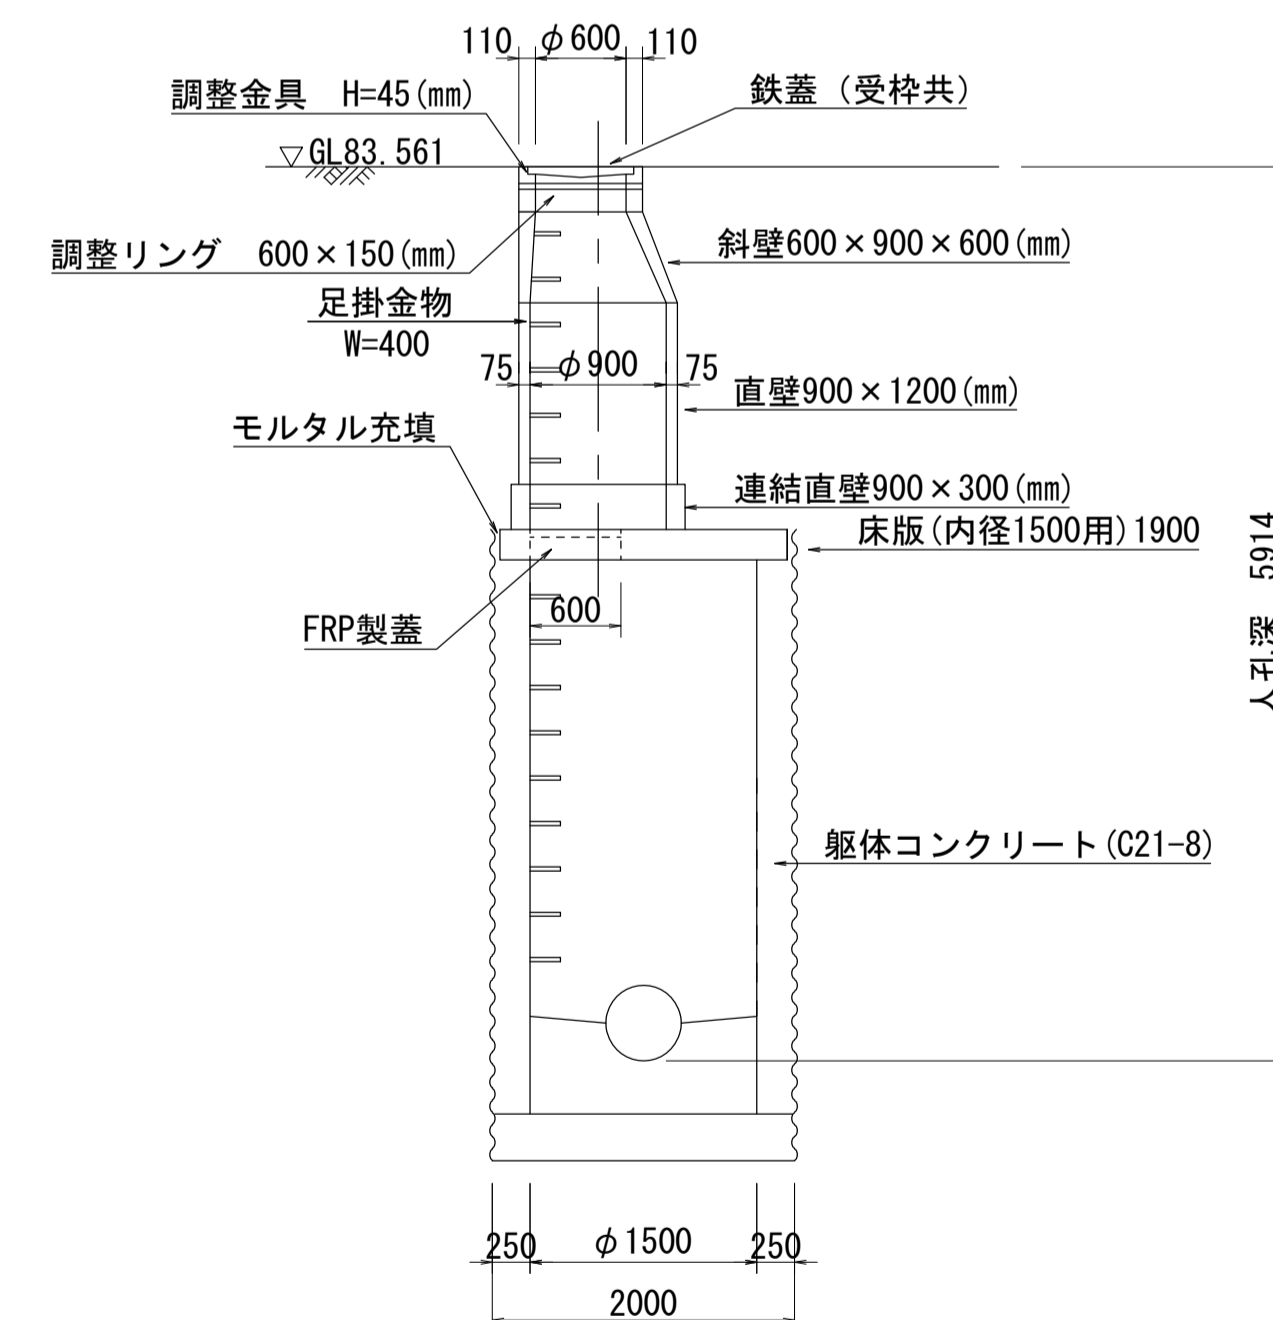 110 φ600 110
調整金具 H=45(mm)
鉄蓋(受枠共)
▽GL83.561
調整リング 600×150(mm)
斜壁600×900×600(mm)
足掛金物
W=400
75 φ900 75
直壁900×1200(mm)
モルタル充填
連結直壁900×300(mm)
床版(内径1500用)1900
人孔深 5914
FRP製蓋
600
躯体コンクリート(C21-8)
250 φ1500 250
2000